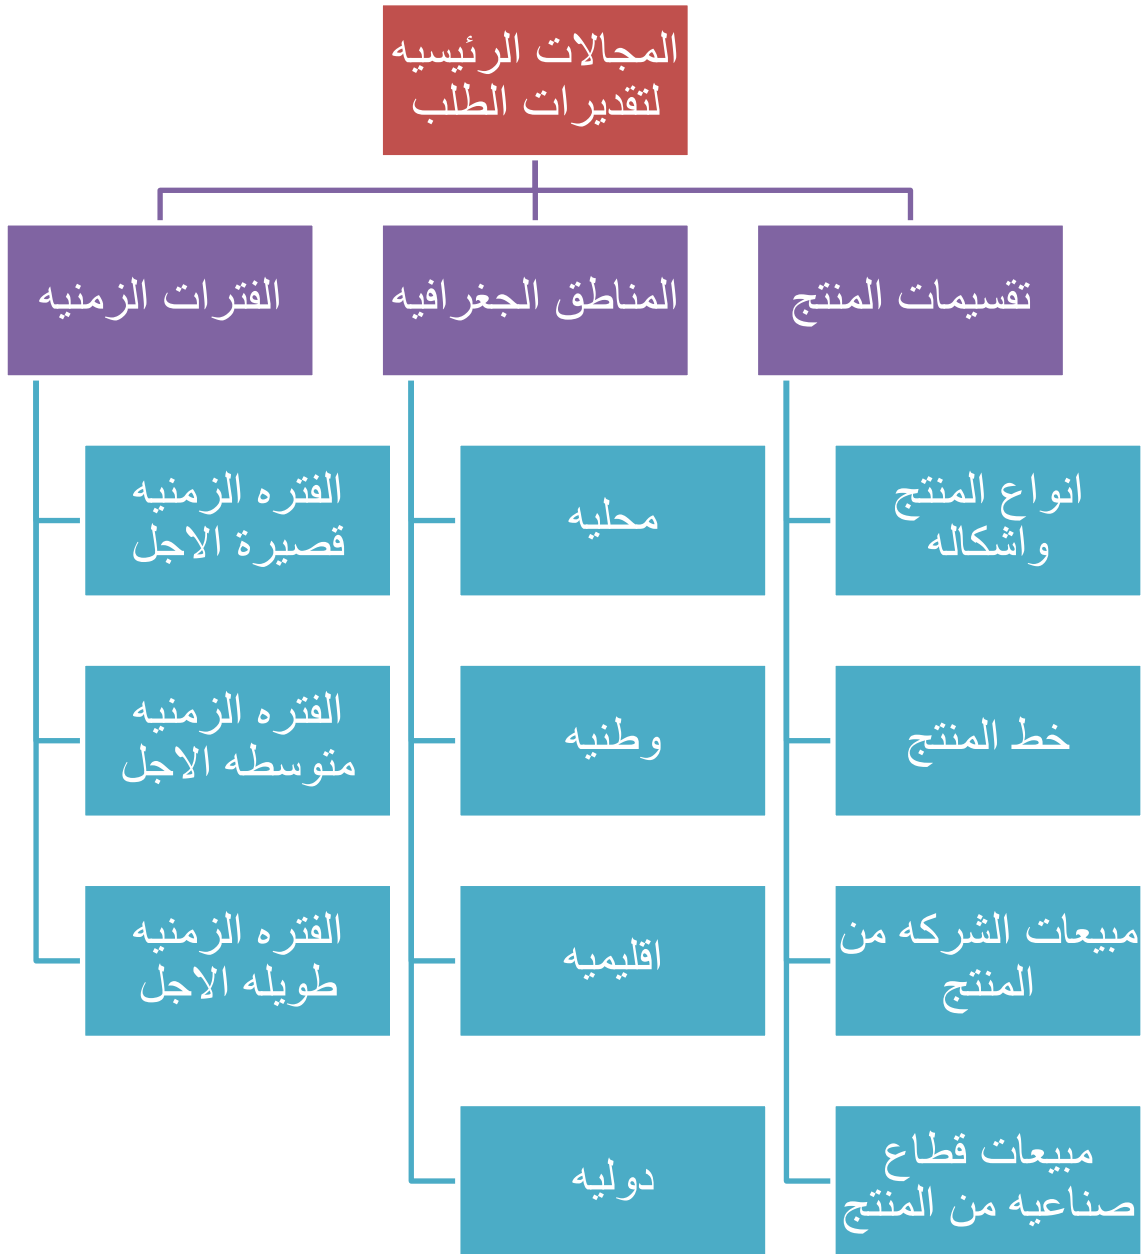 المجالات الرئيسيه
لتقديرات الطلب
تقسيمات المنتج
المناطق الجغرافيه
الفترات الزمنيه
انواع المنتج
واشكاله
خط المنتج
مبيعات الشركه من
المنتج
مبيعات قطاع
صناعيه من المنتج
محليه
وطنيه
اقليميه
دوليه
الفتره الزمنيه
قصيرة الاجل
الفتره الزمنيه
متوسطه الاجل
الفتره الزمنيه
طويله الاجل